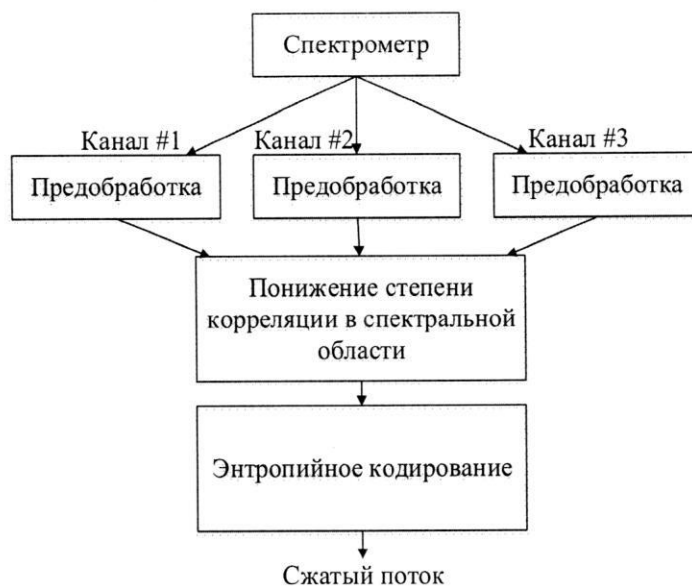 Спектрометр
Канал #1
Канал #2
Канал #3
Предобработка
Предобработка
Предобработка
Понижение степени
корреляции в спектральной
области
Энтропийное кодирование
Сжатый поток